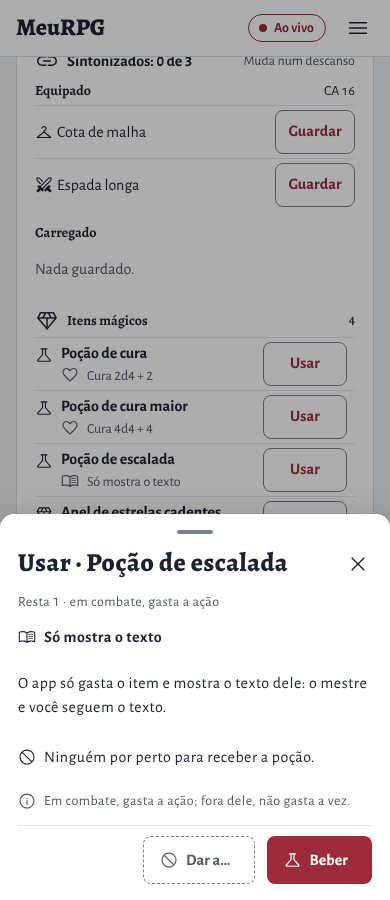 MeuRPG
Ao vivo
Sintonizados: 0 de 3
Muda num descanso
Equipado
CA 16
Cota de malha
Guardar
Espada longa
Guardar
Carregado
Nada guardado.
Itens mágicos
4
Poção de cura
Cura 2d4 + 2
Usar
Poção de cura maior
Cura 4d4 + 4
Usar
Poção de escalada
Só mostra o texto
Usar
Anel de estrelas cadentes
Usar · Poção de escalada
Resta 1 · em combate, gasta a ação
Só mostra o texto
O app só gasta o item e mostra o texto dele: o mestre
e você seguem o texto.
Ninguém por perto para receber a poção.
Em combate, gasta a ação; fora dele, não gasta a vez.
Dar a…
Beber